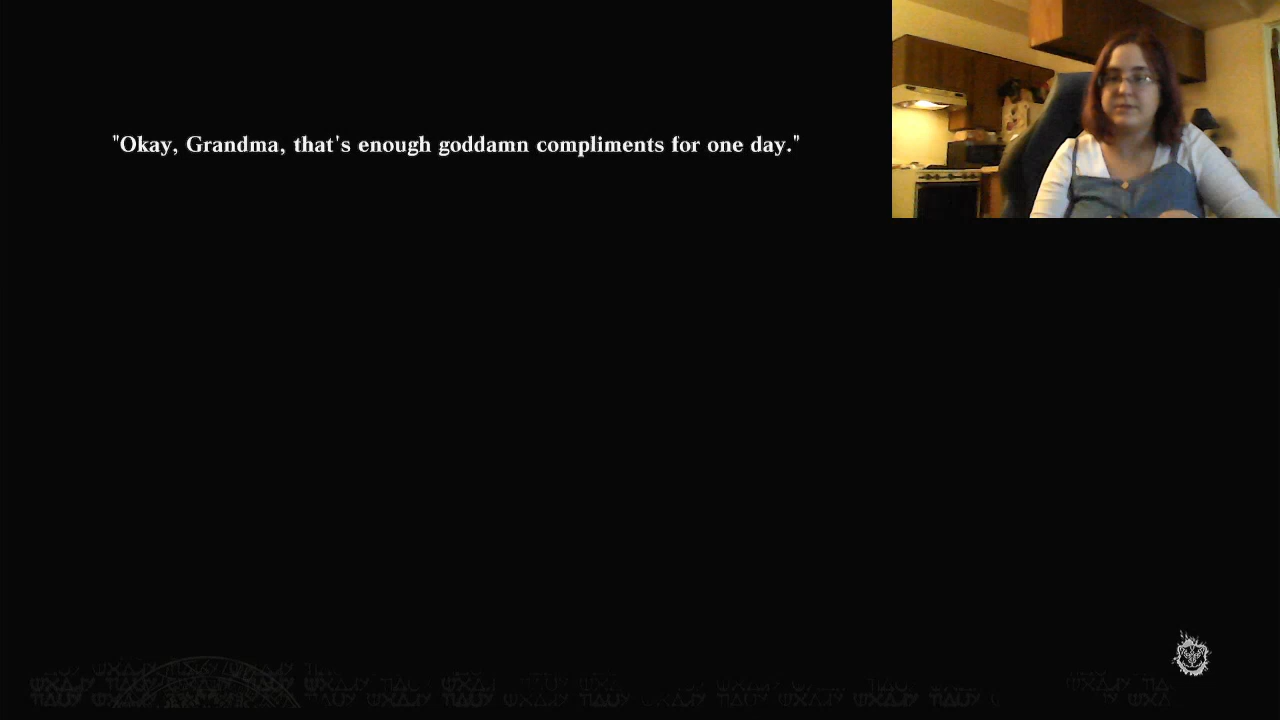 "Okay, Grandma, that's enough goddamn compliments for one day."